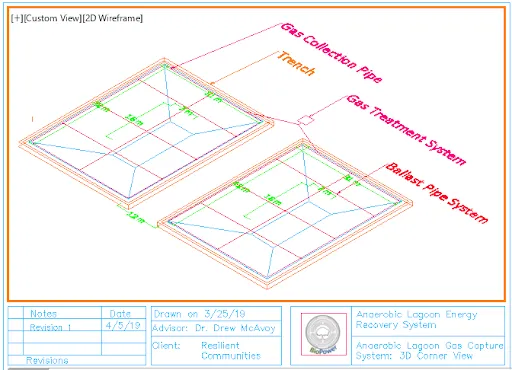 [+][Custom View][2D Wireframe]
Gas Collection Pipe
Trench
Gas Treatment System
Ballast Pipe System
Notes Date
Revision 1 4/5/19
Revisions
Drawn on 3/25/19
Advisor: Dr. Drew McAvoy
Client: Resilient
Communities
BioPower
Anaerobic Lagoon Energy
Recovery System
Anaerobic Lagoon Gas Capture
System: 3D Corner View